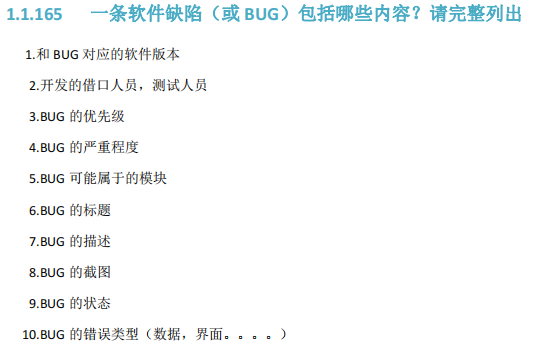 1.1.165 一条软件缺陷（或 BUG）包括哪些内容？请完整列出
1.和 BUG 对应的软件版本
2.开发的借口人员，测试人员
3.BUG 的优先级
4.BUG 的严重程度
5.BUG 可能属于的模块
6.BUG 的标题
7.BUG 的描述
8.BUG 的截图
9.BUG 的状态
10.BUG 的错误类型（数据，界面。。。。）